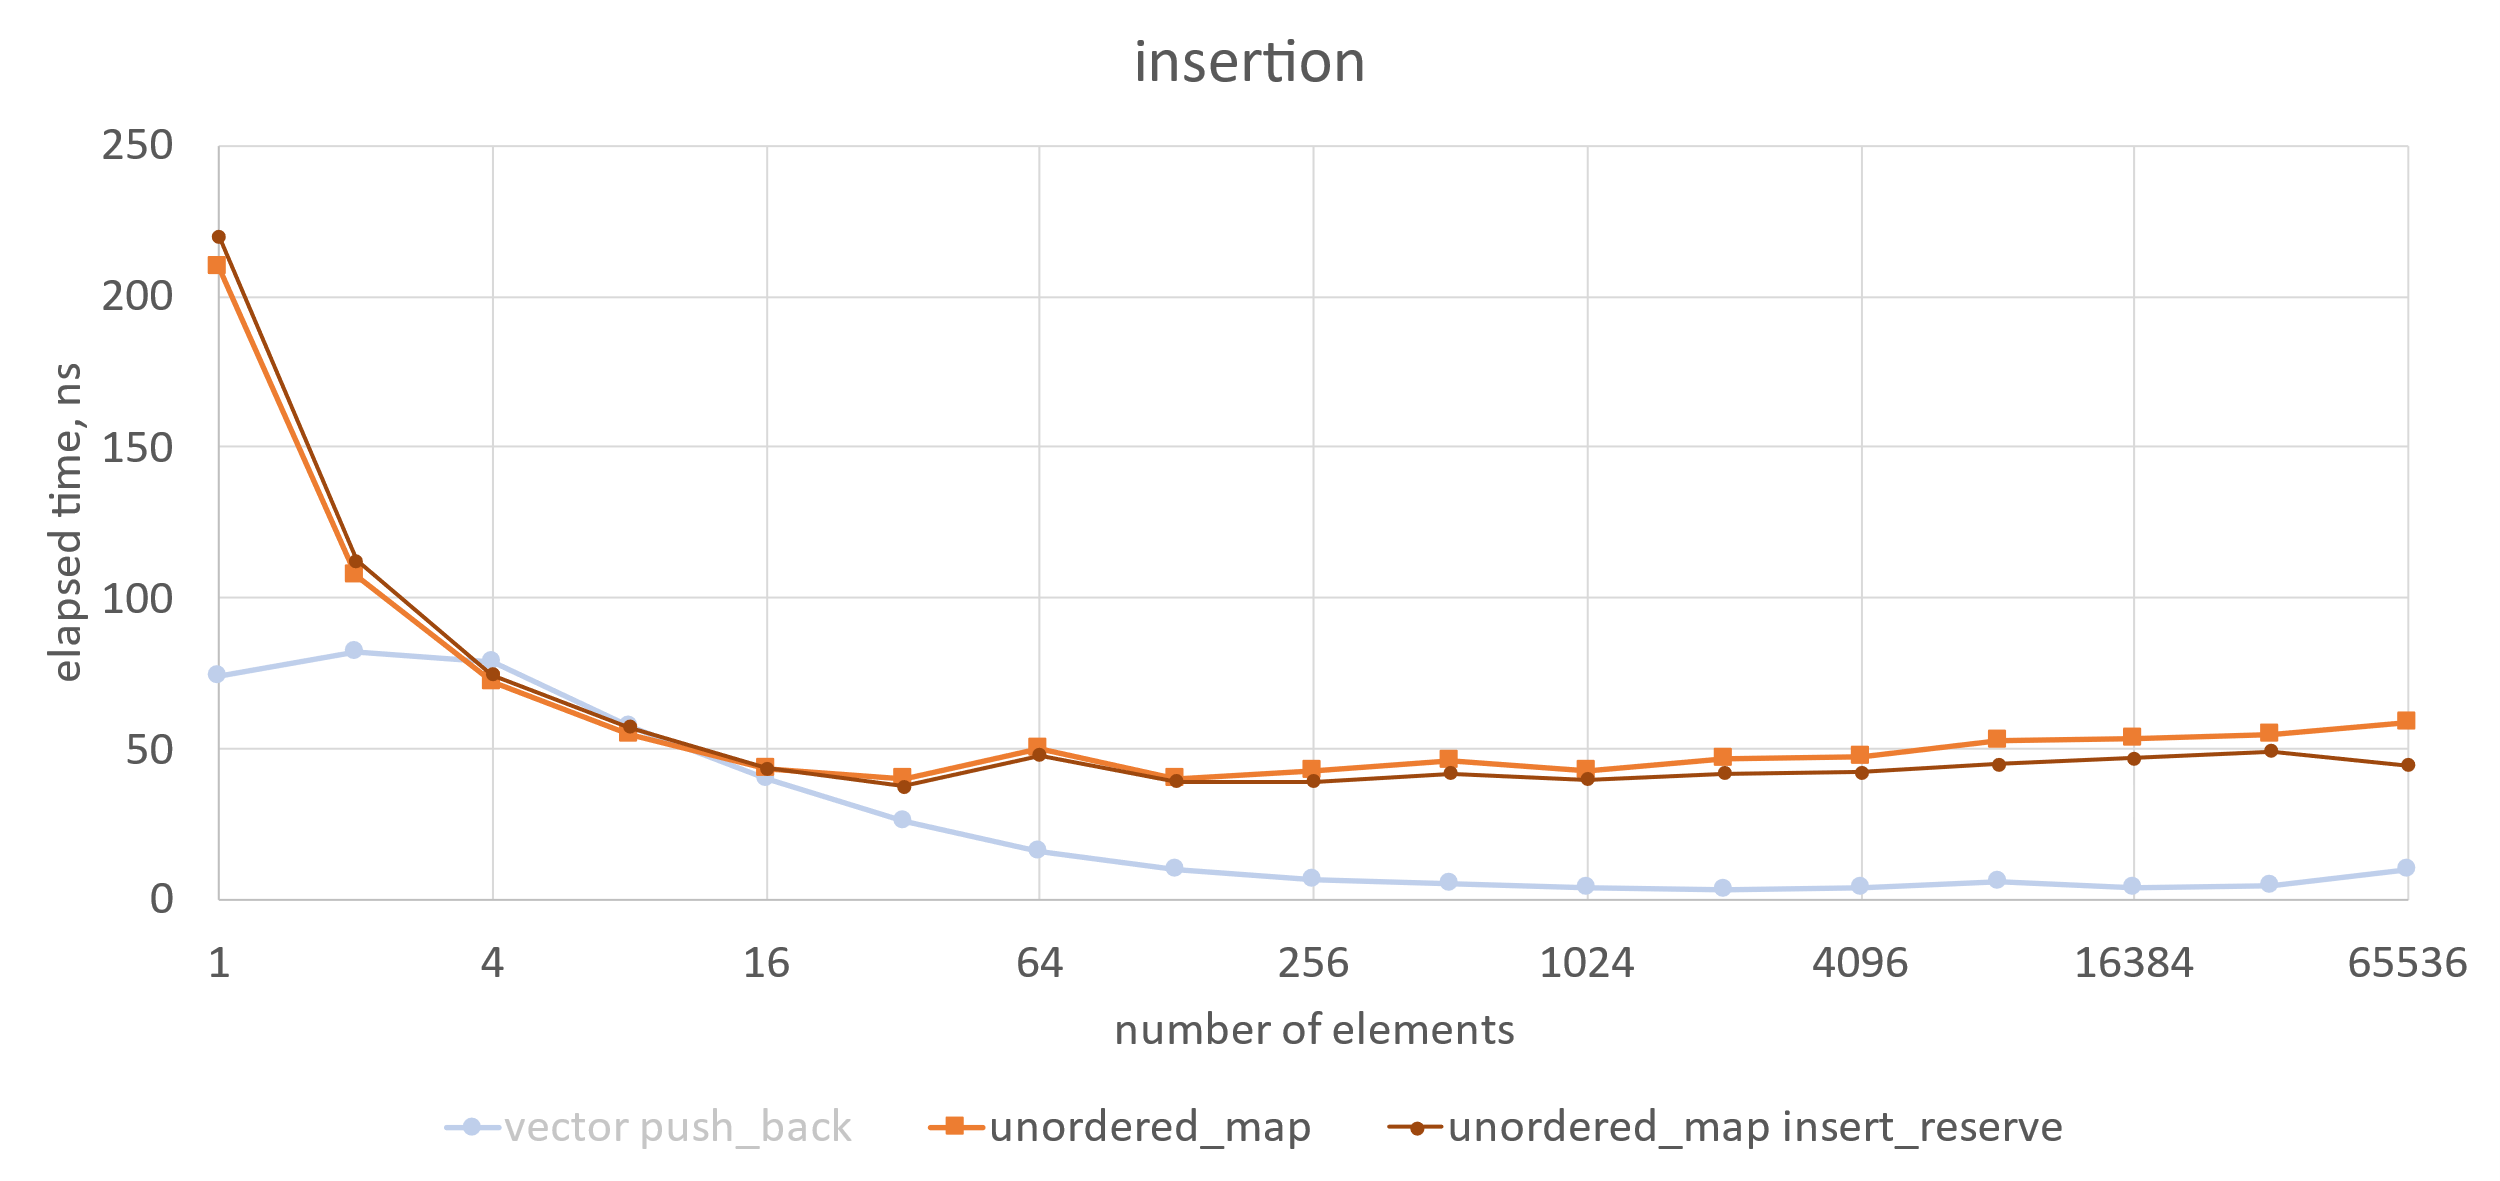 insertion
250
200
150
100
50
0
elapsed time, ns
1 4 16 64 256 1024 4096 16384 65536
number of elements
vector push_back unordered_map unordered_map insert_reserve